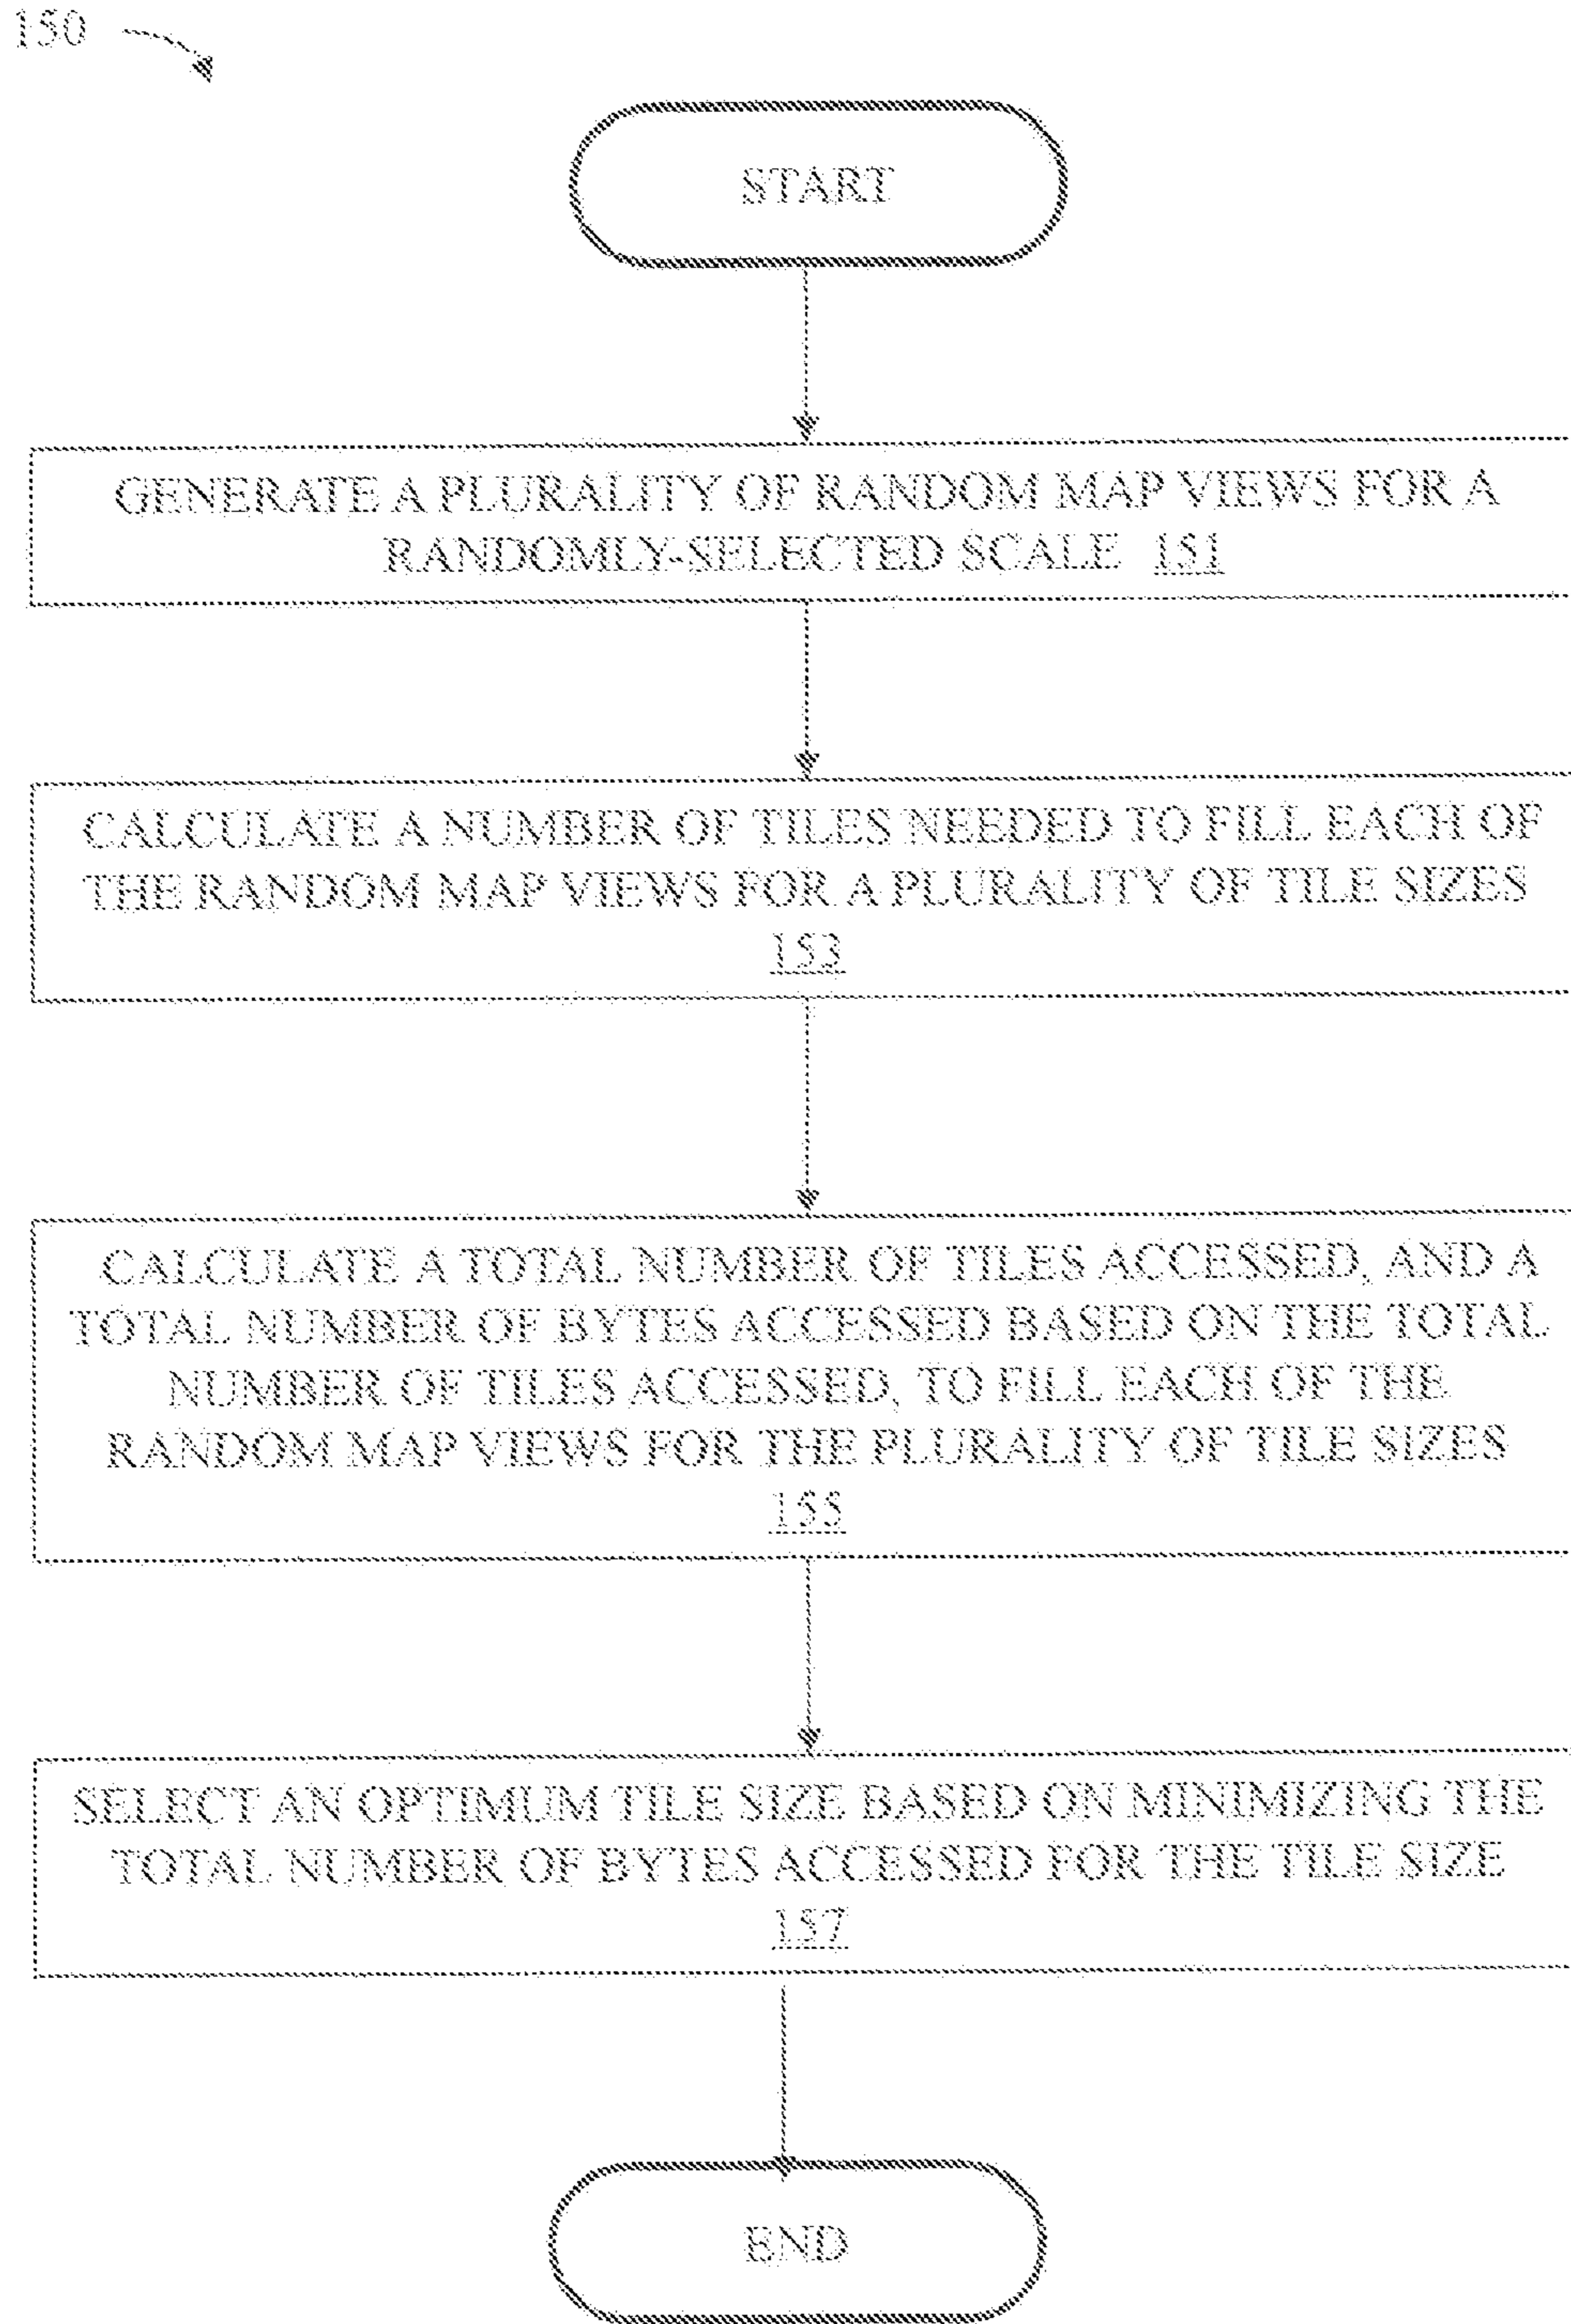 150
START
GENERATE A PLURALITY OF RANDOM MAP VIEWS FOR A
RANDOMLY-SELECTED SCALE 151
CALCULATE A NUMBER OF TILES NEEDED TO FILL EACH OF
THE RANDOM MAP VIEWS FOR A PLURALITY OF TILE SIZES
153
CALCULATE A TOTAL NUMBER OF TILES ACCESSED, AND A
TOTAL NUMBER OF BYTES ACCESSED BASED ON THE TOTAL
NUMBER OF TILES ACCESSED, TO FILL EACH OF THE
RANDOM MAP VIEWS FOR THE PLURALITY OF TILE SIZES
155
SELECT AN OPTIMUM TILE SIZE BASED ON MINIMIZING THE
TOTAL NUMBER OF BYTES ACCESSED FOR THE TILE SIZE
157
END